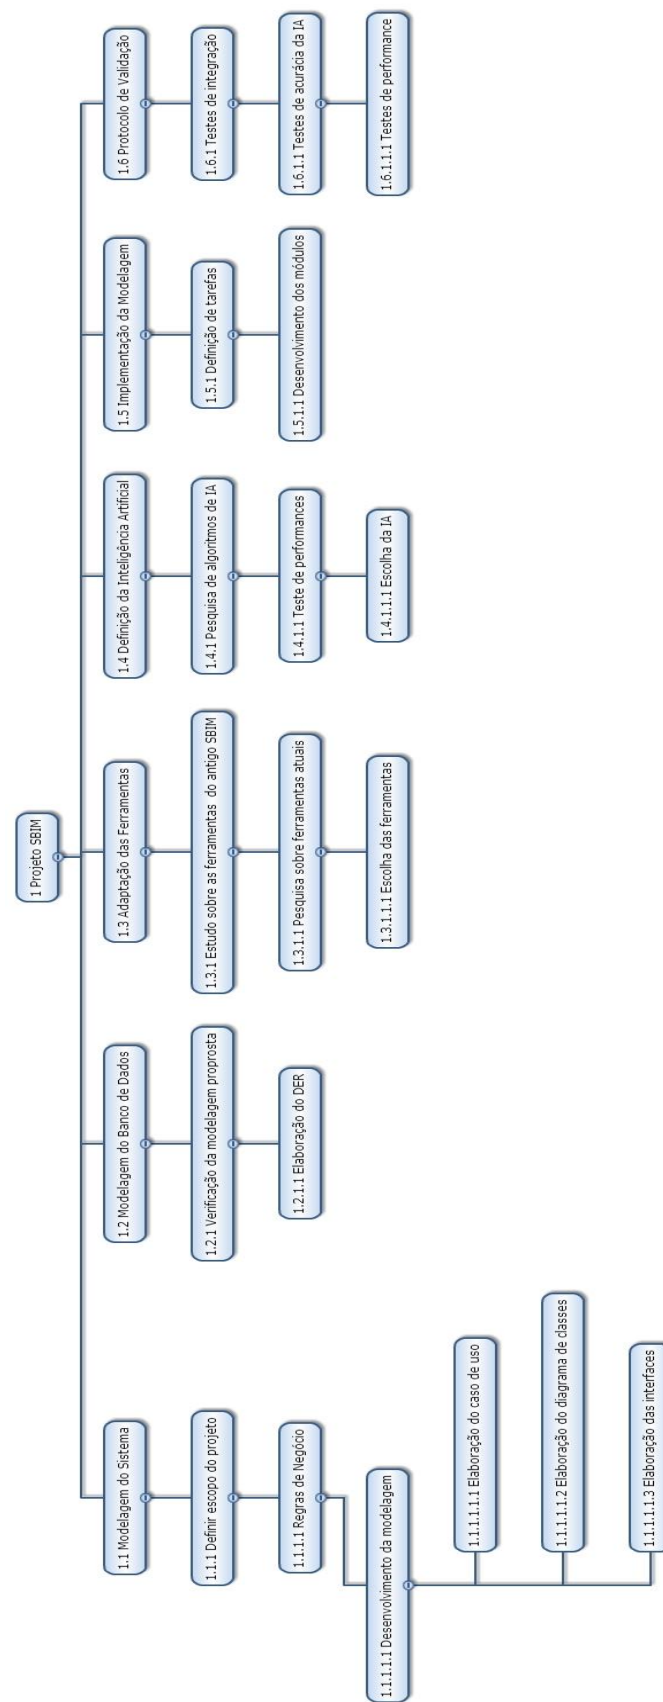 1 Projeto SBIM
1.1 Modelagem do Sistema
1.1.1 Definir escopo do projeto
1.1.1.1 Regras de Negócio
1.1.1.1.1 Desenvolvimento da modelagem
1.1.1.1.1.1 Elaboração do caso de uso
1.1.1.1.1.2 Elaboração do diagrama de classes
1.1.1.1.1.3 Elaboração das interfaces
1.2 Modelagem do Banco de Dados
1.2.1 Verificação da modelagem proprosta
1.2.1.1 Elaboração do DER
1.3 Adaptação das Ferramentas
1.3.1 Estudo sobre as ferramentas do antigo SBIM
1.3.1.1 Pesquisa sobre ferramentas atuais
1.3.1.1.1 Escolha das ferramentas
1.4 Definição da Inteligência Artificial
1.4.1 Pesquisa de algoritmos de IA
1.4.1.1 Teste de performances
1.4.1.1.1 Escolha da IA
1.5 Implementação da Modelagem
1.5.1 Definição de tarefas
1.5.1.1 Desenvolvimento dos módulos
1.6 Protocolo de Validação
1.6.1 Testes de integração
1.6.1.1 Testes de acurácia da IA
1.6.1.1.1 Testes de performance